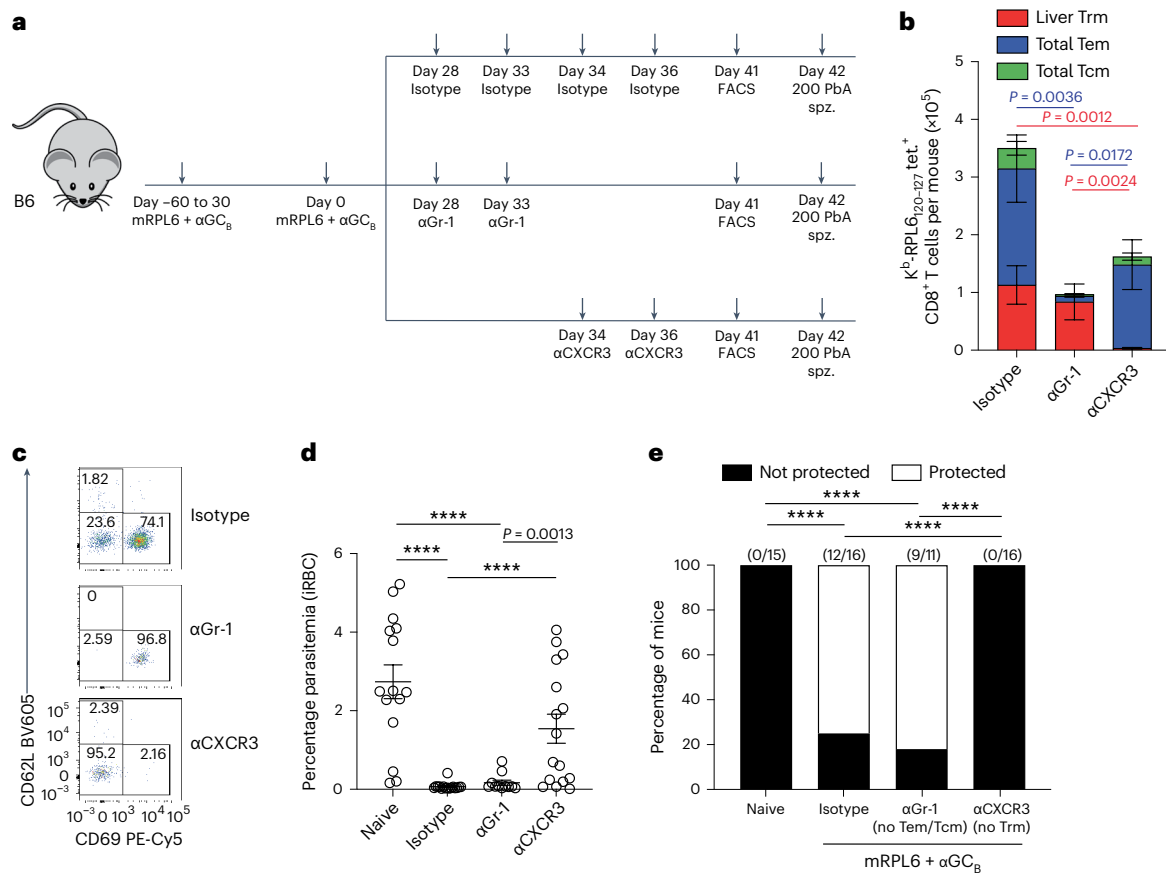 a
Day 28
Isotype
Day 33
Isotype
Day 34
Isotype
Day 36
Isotype
Day 41
FACS
Day 42
200 PbA
spz.
B6
Day –60 to 30
mRPL6 + αGC_B
Day 0
mRPL6 + αGC_B
Day 28
αGr-1
Day 33
αGr-1
Day 41
FACS
Day 42
200 PbA
spz.
Day 34
αCXCR3
Day 36
αCXCR3
Day 41
FACS
Day 42
200 PbA
spz.
b
Liver Trm
Total Tem
Total Tcm
K^b-RPL6_120–127 tet.^+
CD8^+ T cells per mouse (×10^5)
5
4
3
2
1
0
P = 0.0036
P = 0.0012
P = 0.0172
P = 0.0024
Isotype
αGr-1
αCXCR3
c
CD62L BV605
1.82
23.6
74.1
Isotype
0
2.59
96.8
αGr-1
2.39
95.2
2.16
αCXCR3
10^5
10^4
10^3
0
−10^−3
−10^−3
0
10^3
10^4
10^5
CD69 PE-Cy5
d
Percentage parasitemia (iRBC)
6
4
2
0
****
P = 0.0013
****
****
Naive
Isotype
αGr-1
αCXCR3
e
Not protected
Protected
****
****
****
****
(0/15)
(12/16)
(9/11)
(0/16)
Percentage of mice
100
80
60
40
20
0
Naive
Isotype
αGr-1
(no Tem/Tcm)
αCXCR3
(no Trm)
mRPL6 + αGC_B